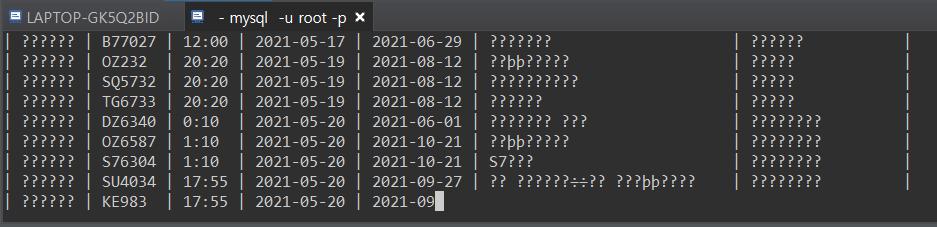 LAPTOP-GK5Q2BID - mysql -u root -p ×
| ?????? | B77027 | 12:00 | 2021-05-17 | 2021-06-29 | ??????? | ?????? |
| ?????? | OZ232 | 20:20 | 2021-05-19 | 2021-08-12 | ??þþ????? | ????? |
| ?????? | SQ5732 | 20:20 | 2021-05-19 | 2021-08-12 | ?????????? | ????? |
| ?????? | TG6733 | 20:20 | 2021-05-19 | 2021-08-12 | ?????? | ????? |
| ?????? | DZ6340 | 0:10 | 2021-05-20 | 2021-06-01 | ??????? ??? | ???????? |
| ?????? | OZ6587 | 1:10 | 2021-05-20 | 2021-10-21 | ??þþ????? | ???????? |
| ?????? | S76304 | 1:10 | 2021-05-20 | 2021-10-21 | S7??? | ???????? |
| ?????? | SU4034 | 17:55 | 2021-05-20 | 2021-09-27 | ?? ??????÷÷?? ???þþ???? | ???????? |
| ?????? | KE983 | 17:55 | 2021-05-20 | 2021-09